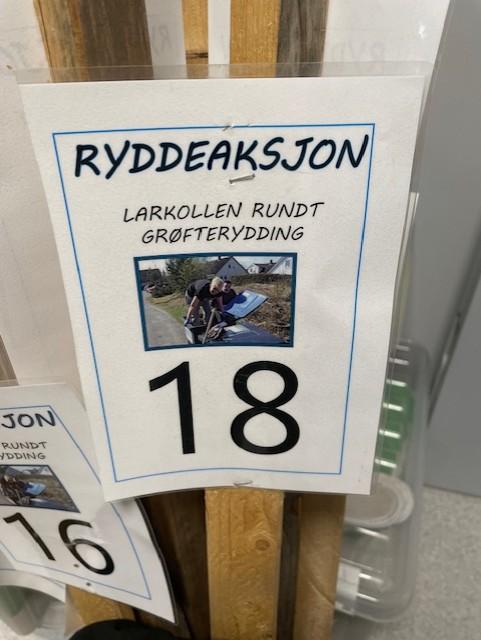 RYDDEAKSJON
LARKOLLEN RUNDT
GRØFTERYDDING
18
JON
RUNDT
YDDING
16